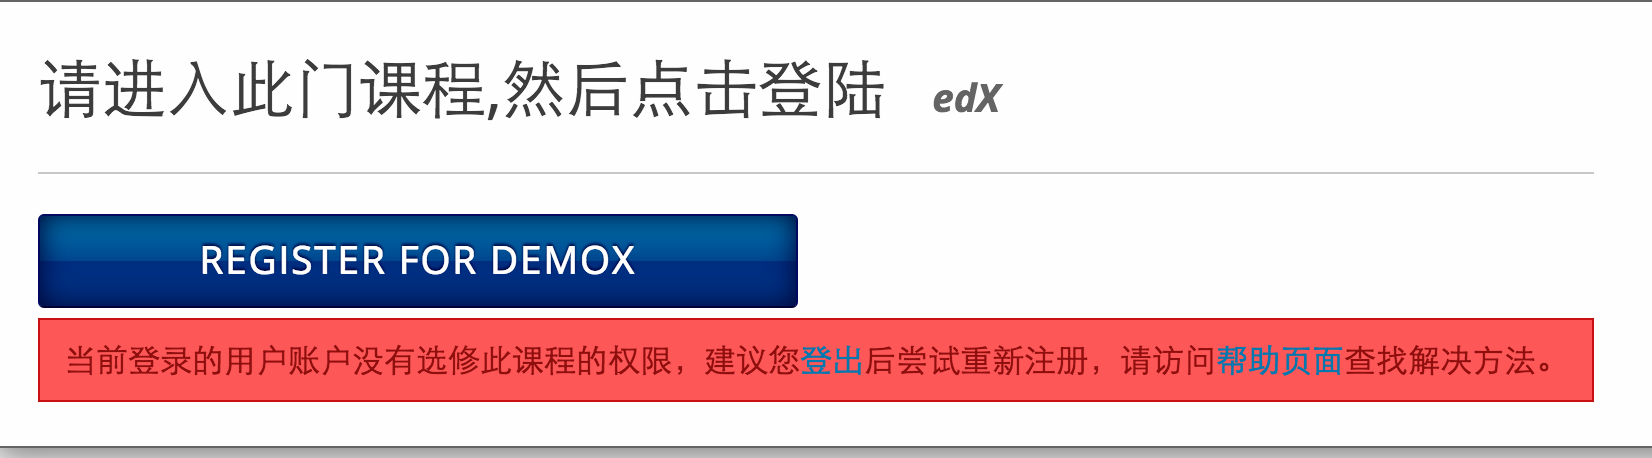 请进入此门课程,然后点击登陆 edX
REGISTER FOR DEMOX
当前登录的用户账户没有选修此课程的权限，建议您登出后尝试重新注册，请访问帮助页面查找解决方法。